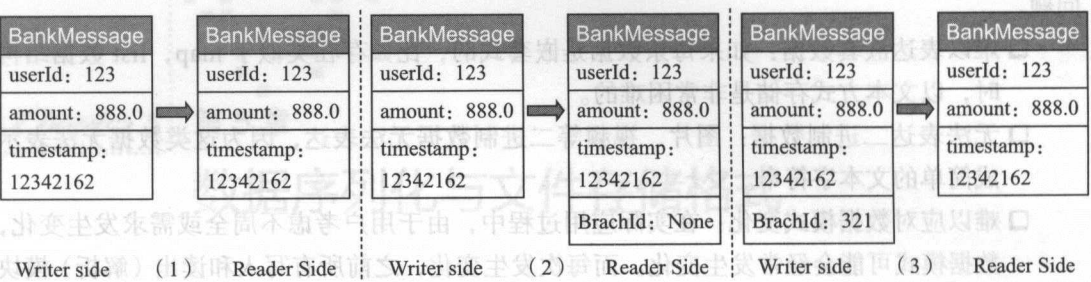 BankMessage BankMessage BankMessage BankMessage BankMessage BankMessage
userId：123 userId：123 userId：123 userId：123 userId：123 userId：123
amount：888.0 amount：888.0 amount：888.0 amount：888.0 amount：888.0 amount：888.0
timestamp： timestamp： timestamp： timestamp： timestamp： timestamp：
12342162 12342162 12342162 12342162 12342162 12342162
BrachId：None BrachId：321
Writer side （1） Reader Side Writer side （2） Reader Side Writer side （3） Reader Side